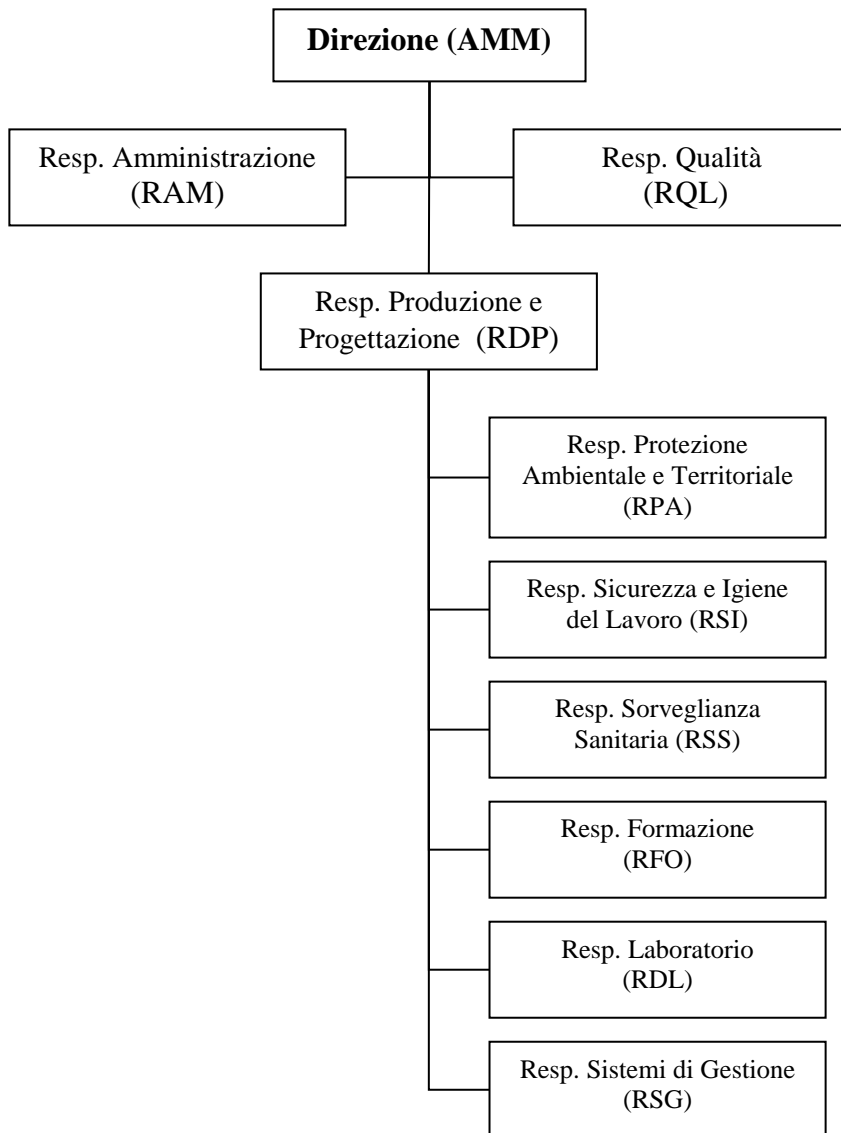 Direzione (AMM)
Resp. Amministrazione
(RAM)
Resp. Qualità
(RQL)
Resp. Produzione e
Progettazione (RDP)
Resp. Protezione
Ambientale e Territoriale
(RPA)
Resp. Sicurezza e Igiene
del Lavoro (RSI)
Resp. Sorveglianza
Sanitaria (RSS)
Resp. Formazione
(RFO)
Resp. Laboratorio
(RDL)
Resp. Sistemi di Gestione
(RSG)